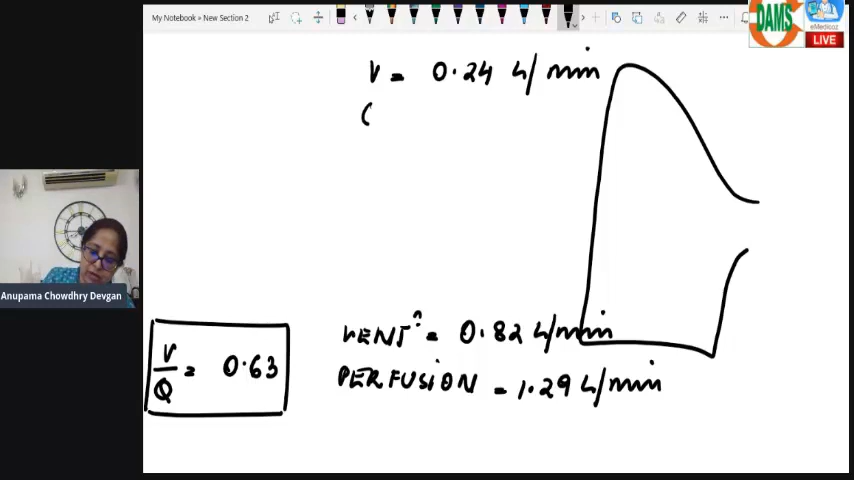 My Notebook > New Section 2
DAMS
eMedicoz
LIVE
V = 0.24 L/min
(
Anupama Chowdhry Devgan
VENTⁿ = 0.82 L/min
V/Q = 0.63
PERFUSION = 1.29 L/min